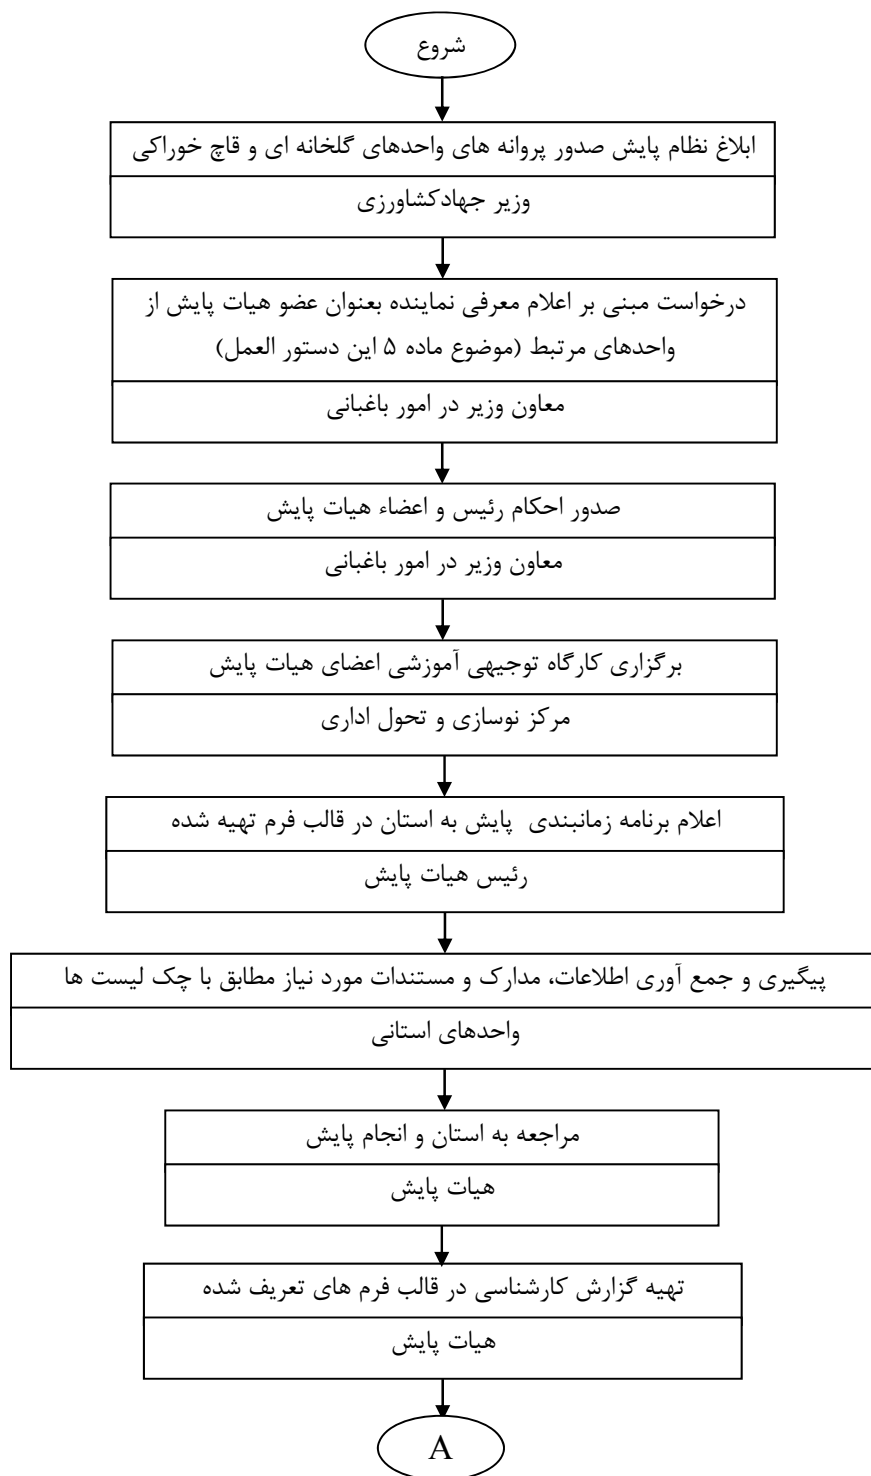 شروع
ابلاغ نظام پایش صدور پروانه های واحدهای گلخانه ای و قاچ خوراکی
وزیر جهادکشاورزی
درخواست مبنی بر اعلام معرفی نماینده بعنوان عضو هیات پایش از
واحدهای مرتبط (موضوع ماده ۵ این دستور العمل)
معاون وزیر در امور باغبانی
صدور احکام رئیس و اعضاء هیات پایش
معاون وزیر در امور باغبانی
برگزاری کارگاه توجیهی آموزشی اعضای هیات پایش
مرکز نوسازی و تحول اداری
اعلام برنامه زمانبندی پایش به استان در قالب فرم تهیه شده
رئیس هیات پایش
پیگیری و جمع آوری اطلاعات، مدارک و مستندات مورد نیاز مطابق با چک لیست ها
واحدهای استانی
مراجعه به استان و انجام پایش
هیات پایش
تهیه گزارش کارشناسی در قالب فرم های تعریف شده
هیات پایش
A